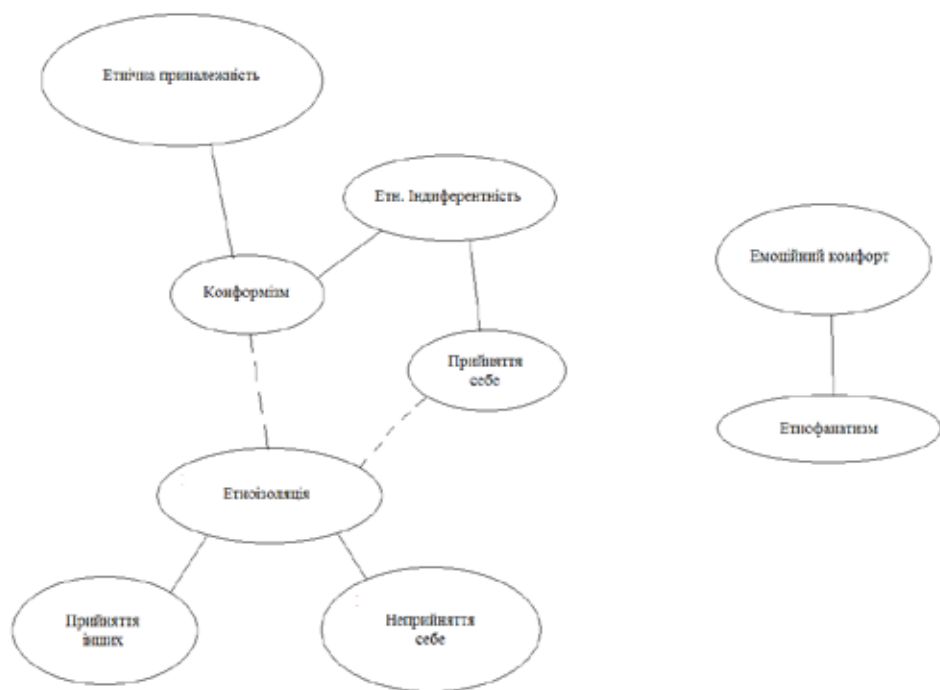 Етнічна приналежність
Етн. Індиферентність
Емоційний комфорт
Конформізм
Прийняття
себе
Етнофанатизм
Етноізоляція
Прийняття
інших
Неприйняття
себе